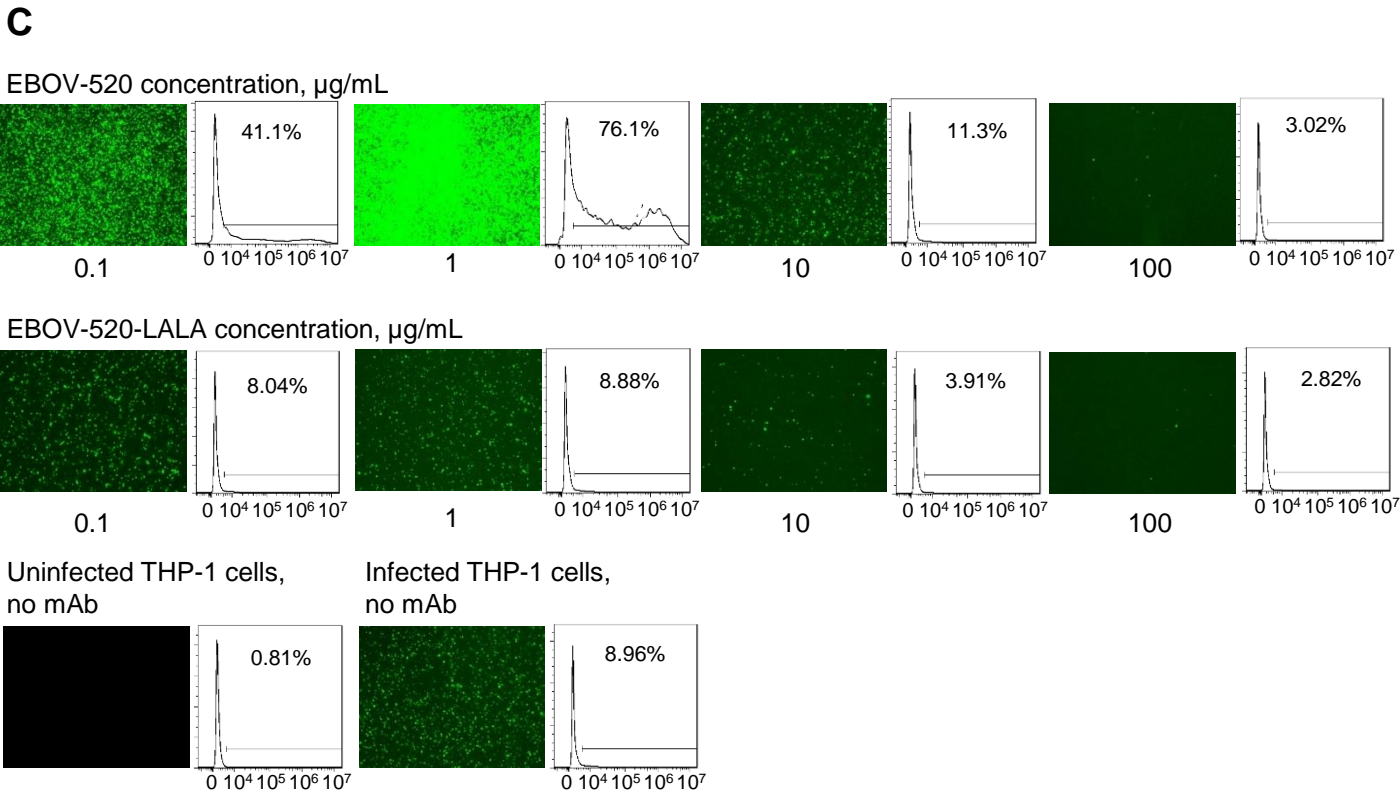 C
EBOV-520 concentration, µg/mL
41.1% 76.1% 11.3% 3.02%
0 10⁴ 10⁵ 10⁶ 10⁷ 0 10⁴ 10⁵ 10⁶ 10⁷ 0 10⁴ 10⁵ 10⁶ 10⁷ 0 10⁴ 10⁵ 10⁶ 10⁷
0.1 1 10 100
EBOV-520-LALA concentration, µg/mL
8.04% 8.88% 3.91% 2.82%
0 10⁴ 10⁵ 10⁶ 10⁷ 0 10⁴ 10⁵ 10⁶ 10⁷ 0 10⁴ 10⁵ 10⁶ 10⁷ 0 10⁴ 10⁵ 10⁶ 10⁷
0.1 1 10 100
Uninfected THP-1 cells,
no mAb
Infected THP-1 cells,
no mAb
0.81% 8.96%
0 10⁴ 10⁵ 10⁶ 10⁷ 0 10⁴ 10⁵ 10⁶ 10⁷